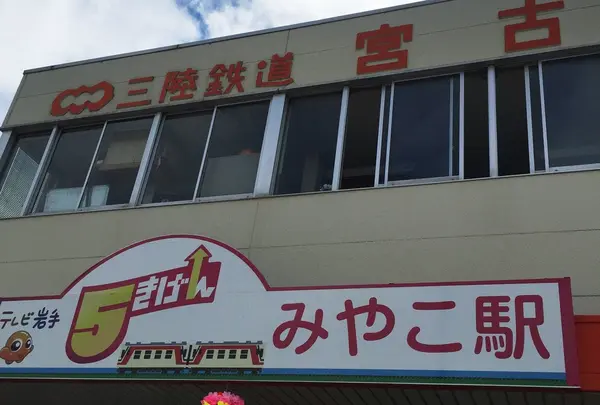 三陸鉄道 宮古
テレビ岩手
5きげん
みやこ駅